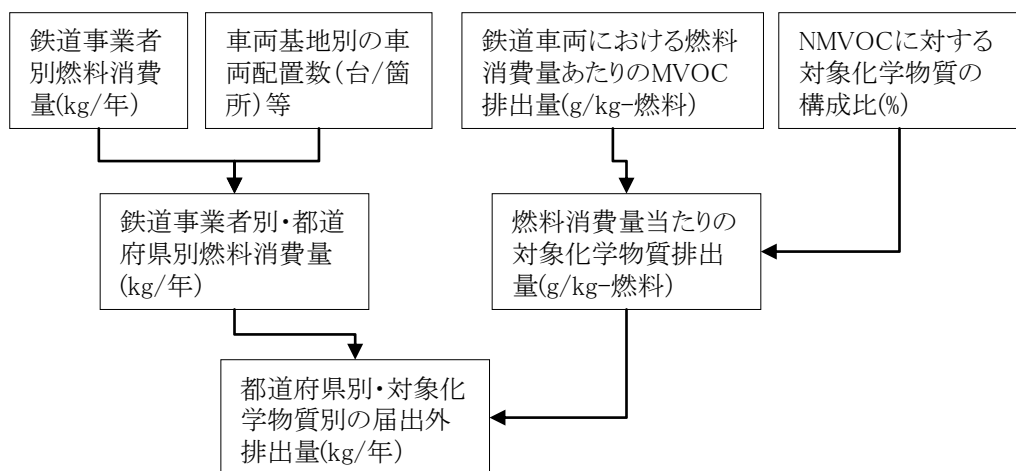 鉄道事業者
別燃料消費
量(kg/年)
車両基地別の車
両配置数(台/箇
所)等
鉄道車両における燃料
消費量あたりのMVOC
排出量(g/kg-燃料)
NMVOCに対する
対象化学物質の
構成比(%)
鉄道事業者別・都道
府県別燃料消費量
(kg/年)
燃料消費量当たりの
対象化学物質排出
量(g/kg-燃料)
都道府県別・対象化
学物質別の届出外
排出量(kg/年)